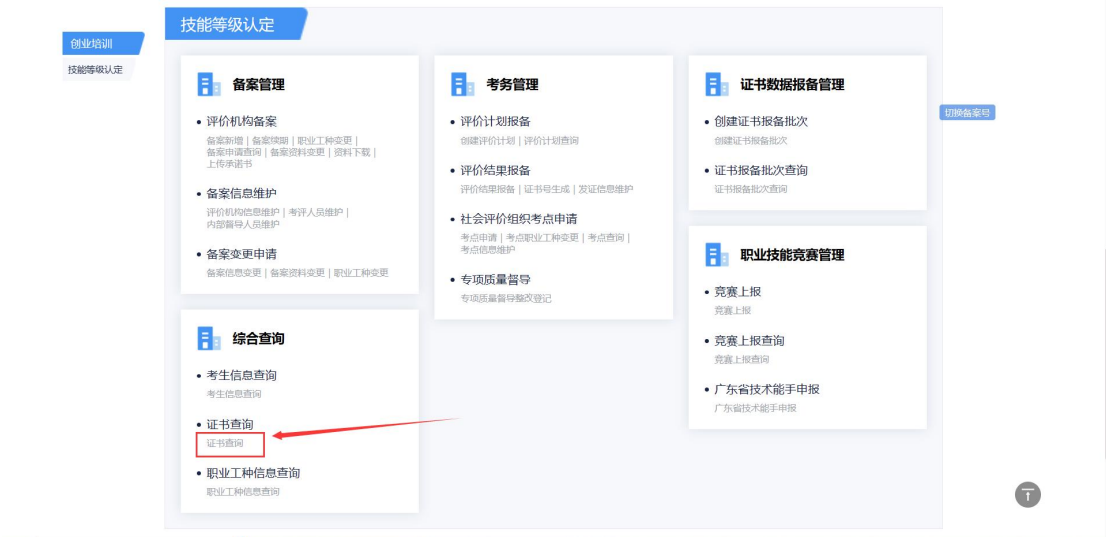 技能等级认定
创业培训
技能等级认定
备案管理
评价机构备案
备案新增 | 备案续期 | 职业工种变更 |
备案申请查询 | 备案资料变更 | 资料下载 |
上传承诺书
备案信息维护
评价机构信息维护 | 考评人员维护 |
内部督导人员维护
备案变更申请
备案信息变更 | 备案资料变更 | 职业工种变更
综合查询
考生信息查询
考生信息查询
证书查询
证书查询
职业工种信息查询
职业工种信息查询
考务管理
评价计划报备
创建评价计划 | 评价计划查询
评价结果报备
评价结果报备 | 证书号生成 | 发证信息维护
社会评价组织考点申请
考点申请 | 考点职业工种变更 | 考点查询 |
考点信息维护
专项质量督导
专项质量督导整改登记
证书数据报备管理
创建证书报备批次
创建证书报备批次
证书报备批次查询
证书报备批次查询
职业技能竞赛管理
竞赛上报
竞赛上报
竞赛上报查询
竞赛上报查询
广东省技术能手申报
广东省技术能手申报
切换备案号